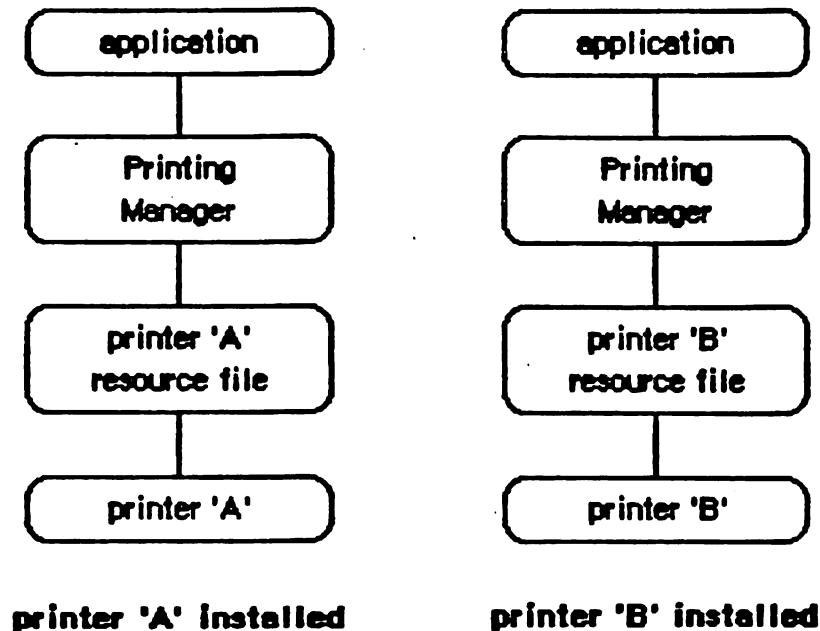 application
Printing
Manager
printer 'A'
resource file
printer 'A'
printer 'A' installed
application
Printing
Manager
printer 'B'
resource file
printer 'B'
printer 'B' installed